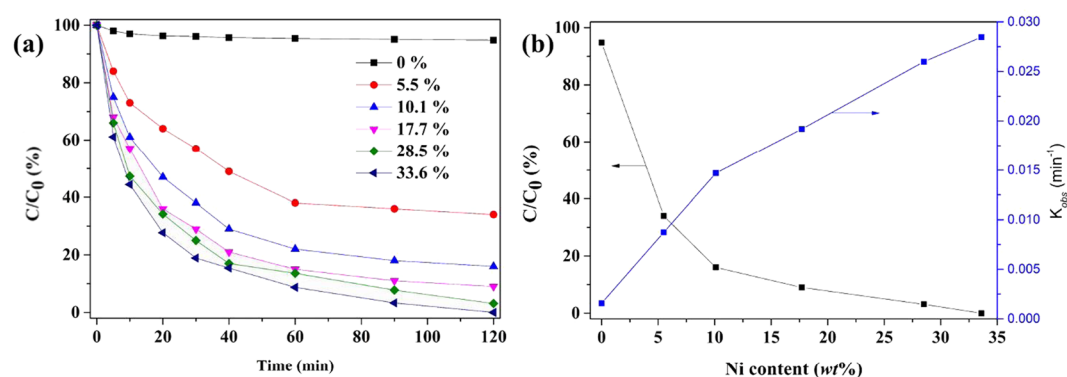 (a)
C/C0 (%)
100
80
60
40
20
0
0 %
5.5 %
10.1 %
17.7 %
28.5 %
33.6 %
0 20 40 60 80 100 120
Time (min)
(b)
C/C0 (%)
100
80
60
40
20
0
0 5 10 15 20 25 30 35
Ni content (wt%)
0.030
0.025
0.020
0.015
0.010
0.005
0.000
Kobs (min-1)